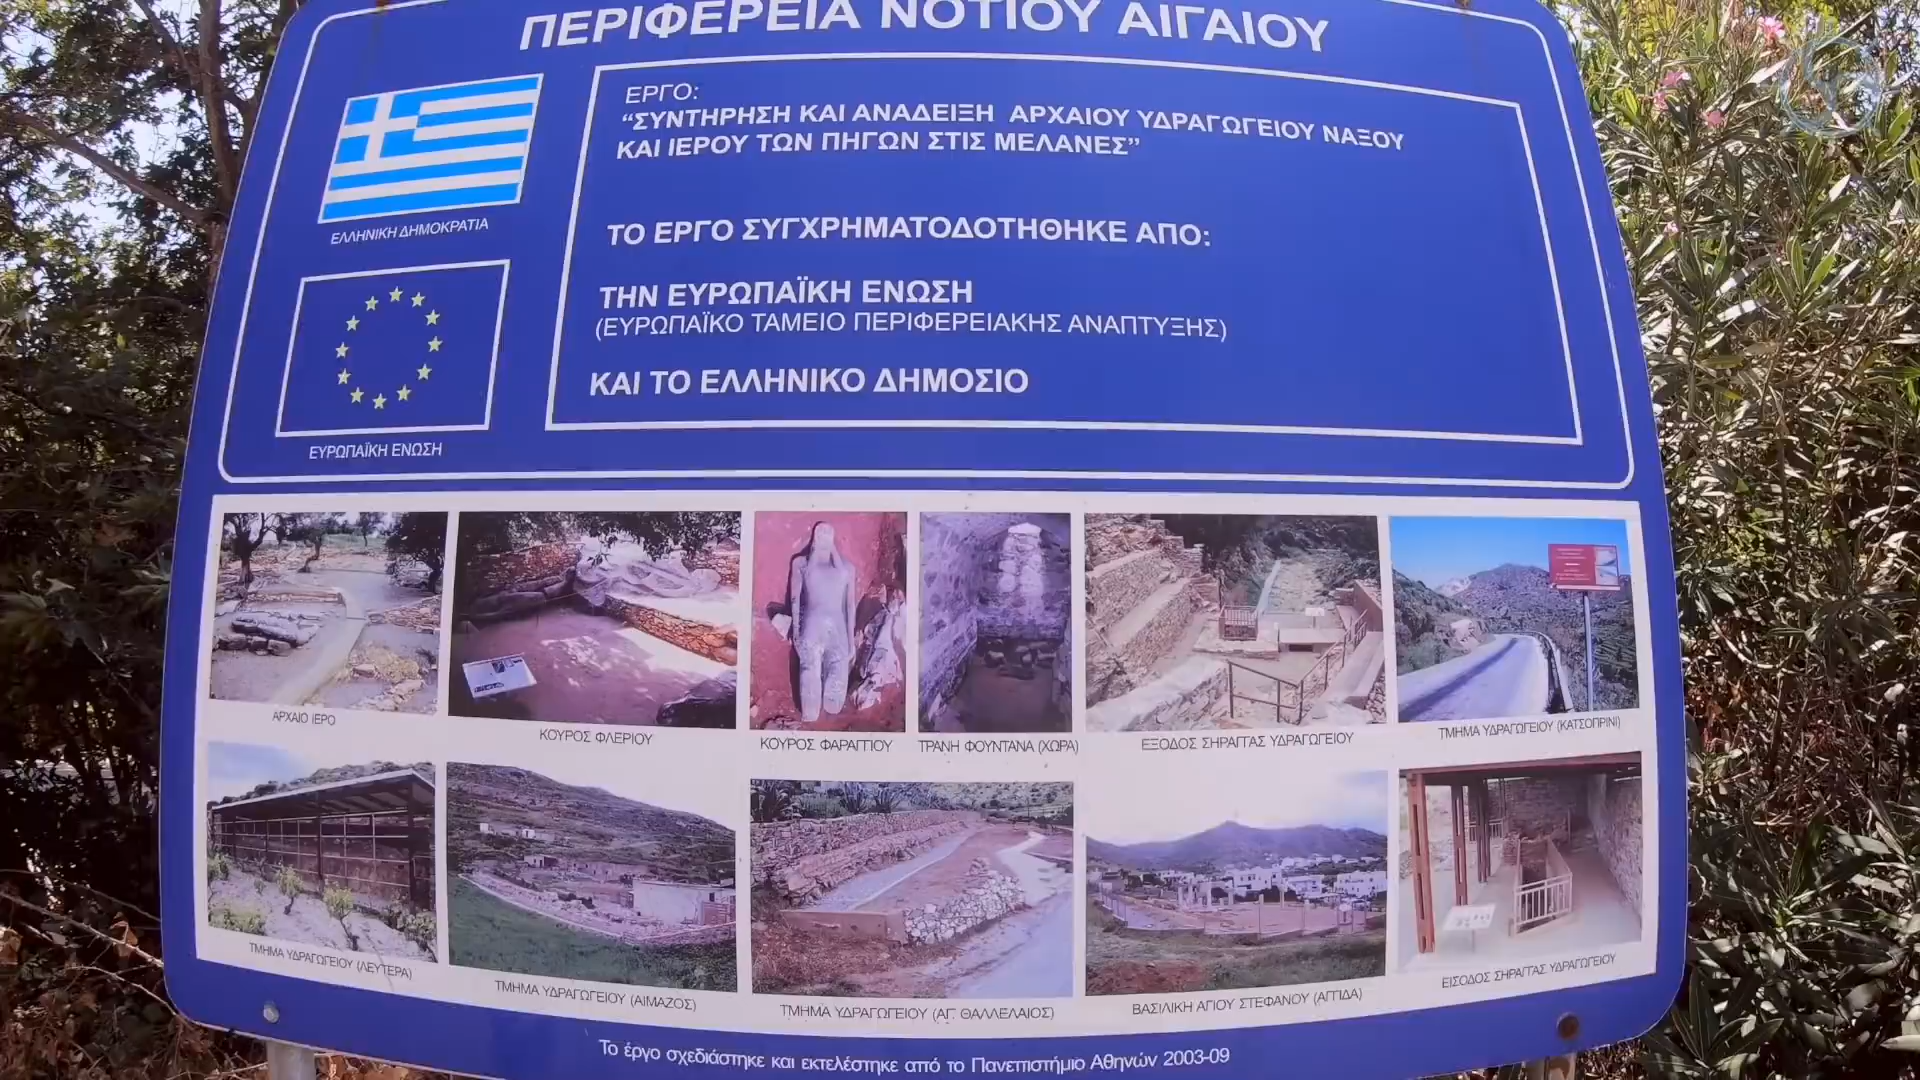 ΠΕΡΙΦΕΡΕΙΑ ΝΟΤΙΟΥ ΑΙΓΑΙΟΥ
ΕΛΛΗΝΙΚΗ ΔΗΜΟΚΡΑΤΙΑ
ΕΥΡΩΠΑΪΚΗ ΕΝΩΣΗ
ΕΡΓΟ:
“ΣΥΝΤΗΡΗΣΗ ΚΑΙ ΑΝΑΔΕΙΞΗ ΑΡΧΑΙΟΥ ΥΔΡΑΓΩΓΕΙΟΥ ΝΑΞΟΥ
ΚΑΙ ΙΕΡΟΥ ΤΩΝ ΠΗΓΩΝ ΣΤΙΣ ΜΕΛΑΝΕΣ”
ΤΟ ΕΡΓΟ ΣΥΓΧΡΗΜΑΤΟΔΟΤΗΘΗΚΕ ΑΠΟ:
ΤΗΝ ΕΥΡΩΠΑΪΚΗ ΕΝΩΣΗ
(ΕΥΡΩΠΑΪΚΟ ΤΑΜΕΙΟ ΠΕΡΙΦΕΡΕΙΑΚΗΣ ΑΝΑΠΤΥΞΗΣ)
ΚΑΙ ΤΟ ΕΛΛΗΝΙΚΟ ΔΗΜΟΣΙΟ
ΑΡΧΑΙΟ ΙΕΡΟ
ΚΟΥΡΟΣ ΦΛΕΡΙΟΥ
ΚΟΥΡΟΣ ΦΑΡΑΓΓΙΟΥ
ΤΡΑΝΗ ΦΟΥΝΤΑΝΑ (ΧΩΡΑ)
ΕΞΟΔΟΣ ΣΗΡΑΓΓΑΣ ΥΔΡΑΓΩΓΕΙΟΥ
ΤΜΗΜΑ ΥΔΡΑΓΩΓΕΙΟΥ (ΚΑΤΣΟΠΡΙΝΙ)
ΤΜΗΜΑ ΥΔΡΑΓΩΓΕΙΟΥ (ΛΕΥΤΕΡΑ)
ΤΜΗΜΑ ΥΔΡΑΓΩΓΕΙΟΥ (ΑΙΜΑΖΟΣ)
ΤΜΗΜΑ ΥΔΡΑΓΩΓΕΙΟΥ (ΑΓ. ΘΑΛΛΕΛΑΙΟΣ)
ΒΑΣΙΛΙΚΗ ΑΓΙΟΥ ΣΤΕΦΑΝΟΥ (ΑΓΓΙΔΑ)
ΕΙΣΟΔΟΣ ΣΗΡΑΓΓΑΣ ΥΔΡΑΓΩΓΕΙΟΥ
Το έργο σχεδιάστηκε και εκτελέστηκε από το Πανεπιστήμιο Αθηνών 2003-09